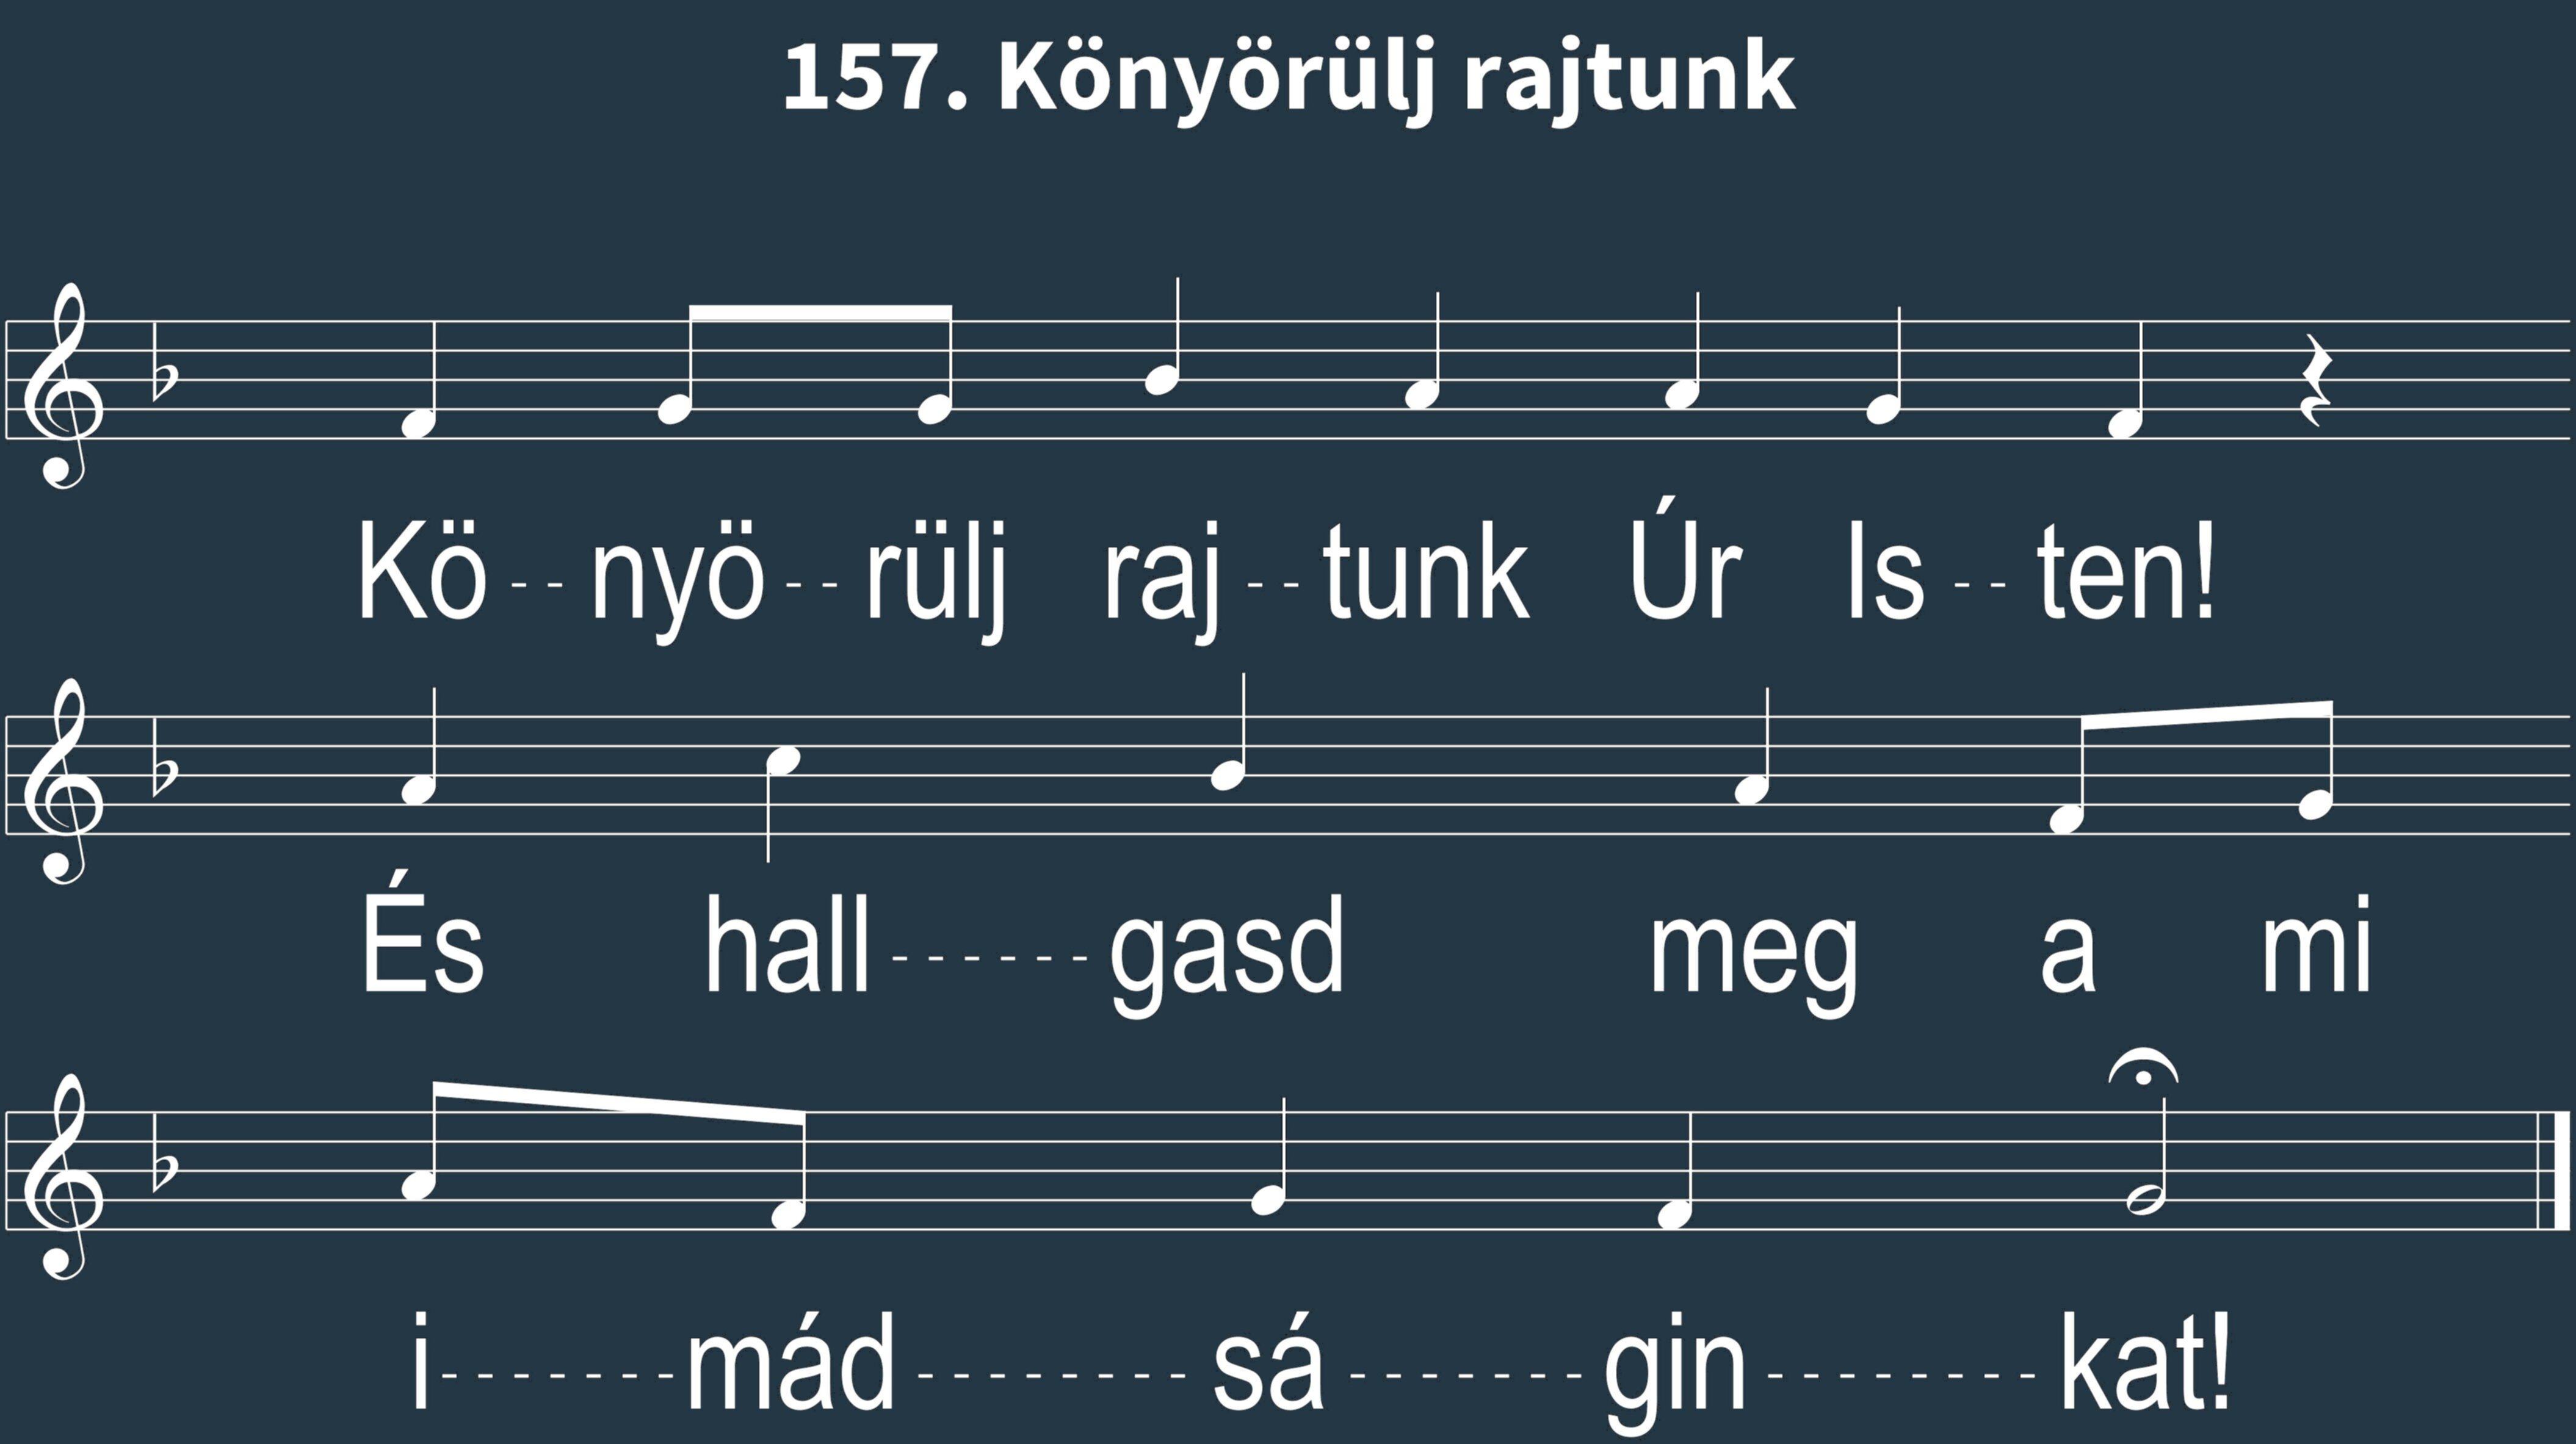 157. Könyörülj rajtunk
Kö - - nyö - - rülj raj - - tunk Úr Is - - ten!
És hall - - - - - - gasd meg a mi
i - - - - - - - mád - - - - - - - - sá - - - - - - - gin - - - - - - - - kat!